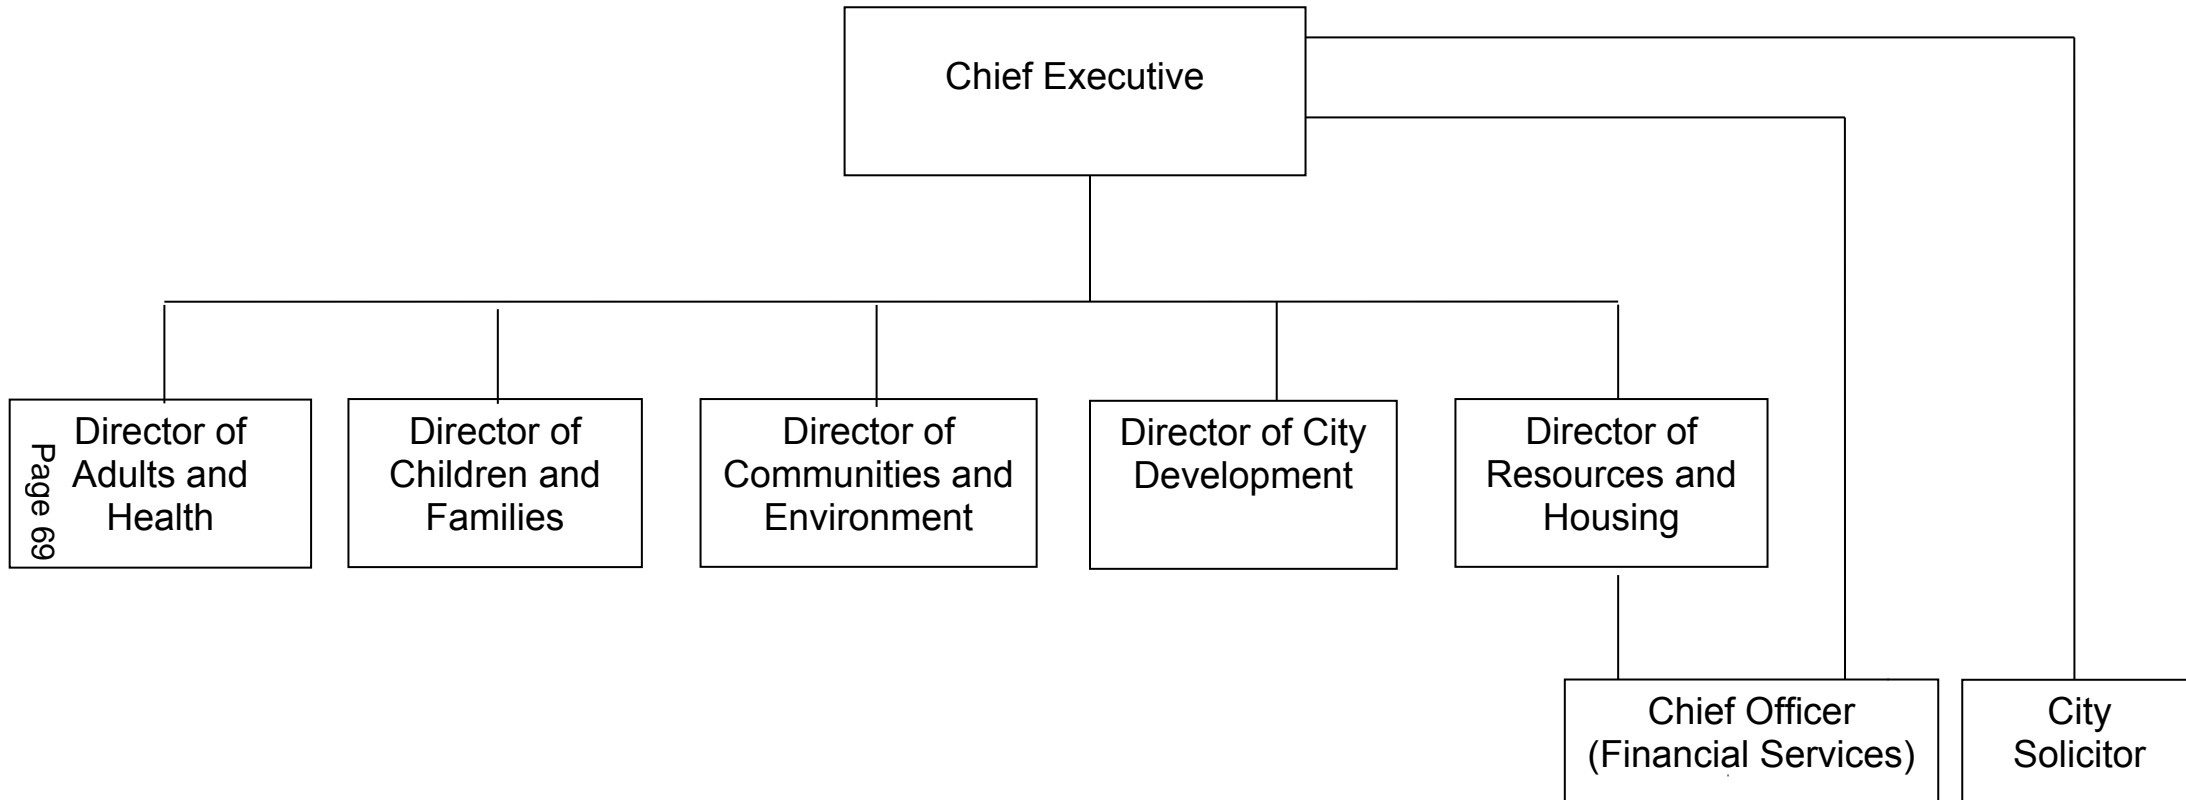 Chief Executive
Director of
Adults and
Health
Page 69
Director of
Children and
Families
Director of
Communities and
Environment
Director of City
Development
Director of
Resources and
Housing
Chief Officer
(Financial Services)
City
Solicitor